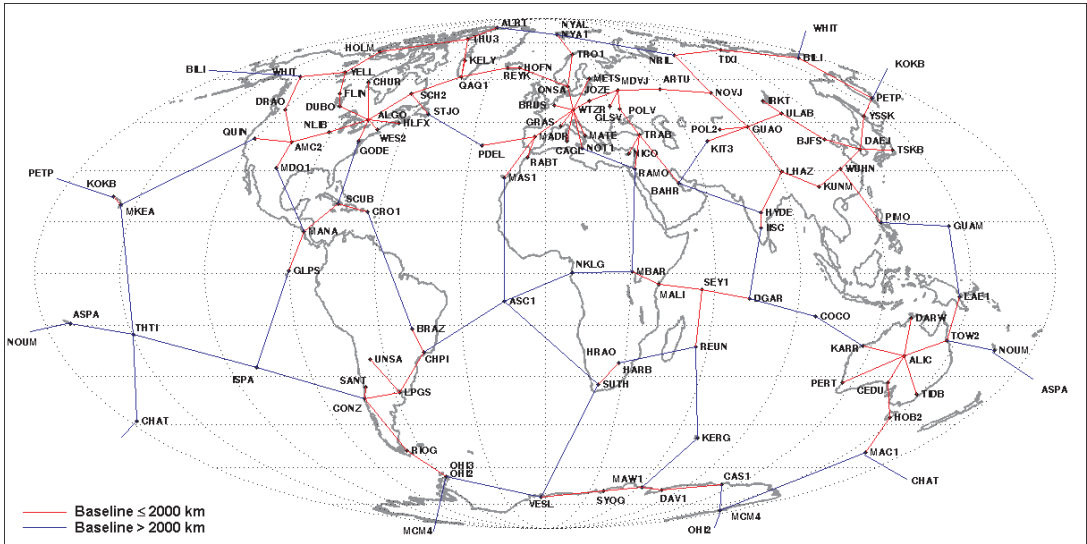 ALRT
NYAL
NYA1
WHIT
HOLM
THU3
TRO1
NRIL
TIXI
BILI
KELY
HOFN
REYK
METS
MDVJ
ARTU
KOKB
BILI
WHIT
YELL
CHUR
QAQ1
ONSA
JOZE
NOVJ
PETP
FLIN
SCH2
DRAO
DUBO
STJO
BRUS
WTZR
GLSV
POLV
IRKT
ULAB
YSSK
ALGO
HLFX
QUIN
NLIB
WES2
GRAS
MADR
MATE
TRAB
POL2
GUAO
BJFS
DAEJ
TSKB
AMC2
GODE
PDEL
CAGL
NOT1
NICO
KIT3
RABT
MDO1
MAS1
RAMO
BAHR
LHAZ
WUHN
KUNM
PETP
KOKB
MKEA
SCUB
CRO1
HYDE
IISC
PIMO
GUAM
MANA
GLPS
NKLG
MBAR
MALI
SEY1
DGAR
LAE1
ASC1
COCO
DARW
ASPA
THTI
NOUM
BRAZ
CHPI
UNSA
HRAO
HARB
REUN
KARR
ALIC
TOW2
NOUM
ISPA
SANT
LPGS
CONZ
SUTH
PERT
CEDU
TIDB
ASPA
CHAT
HOB2
KERG
RIOG
MAC1
OHI3
OHI2
CHAT
VESL
SYOG
MAW1
DAV1
CAS1
MCM4
MCM4
OHI2
Baseline ≤ 2000 km
Baseline > 2000 km